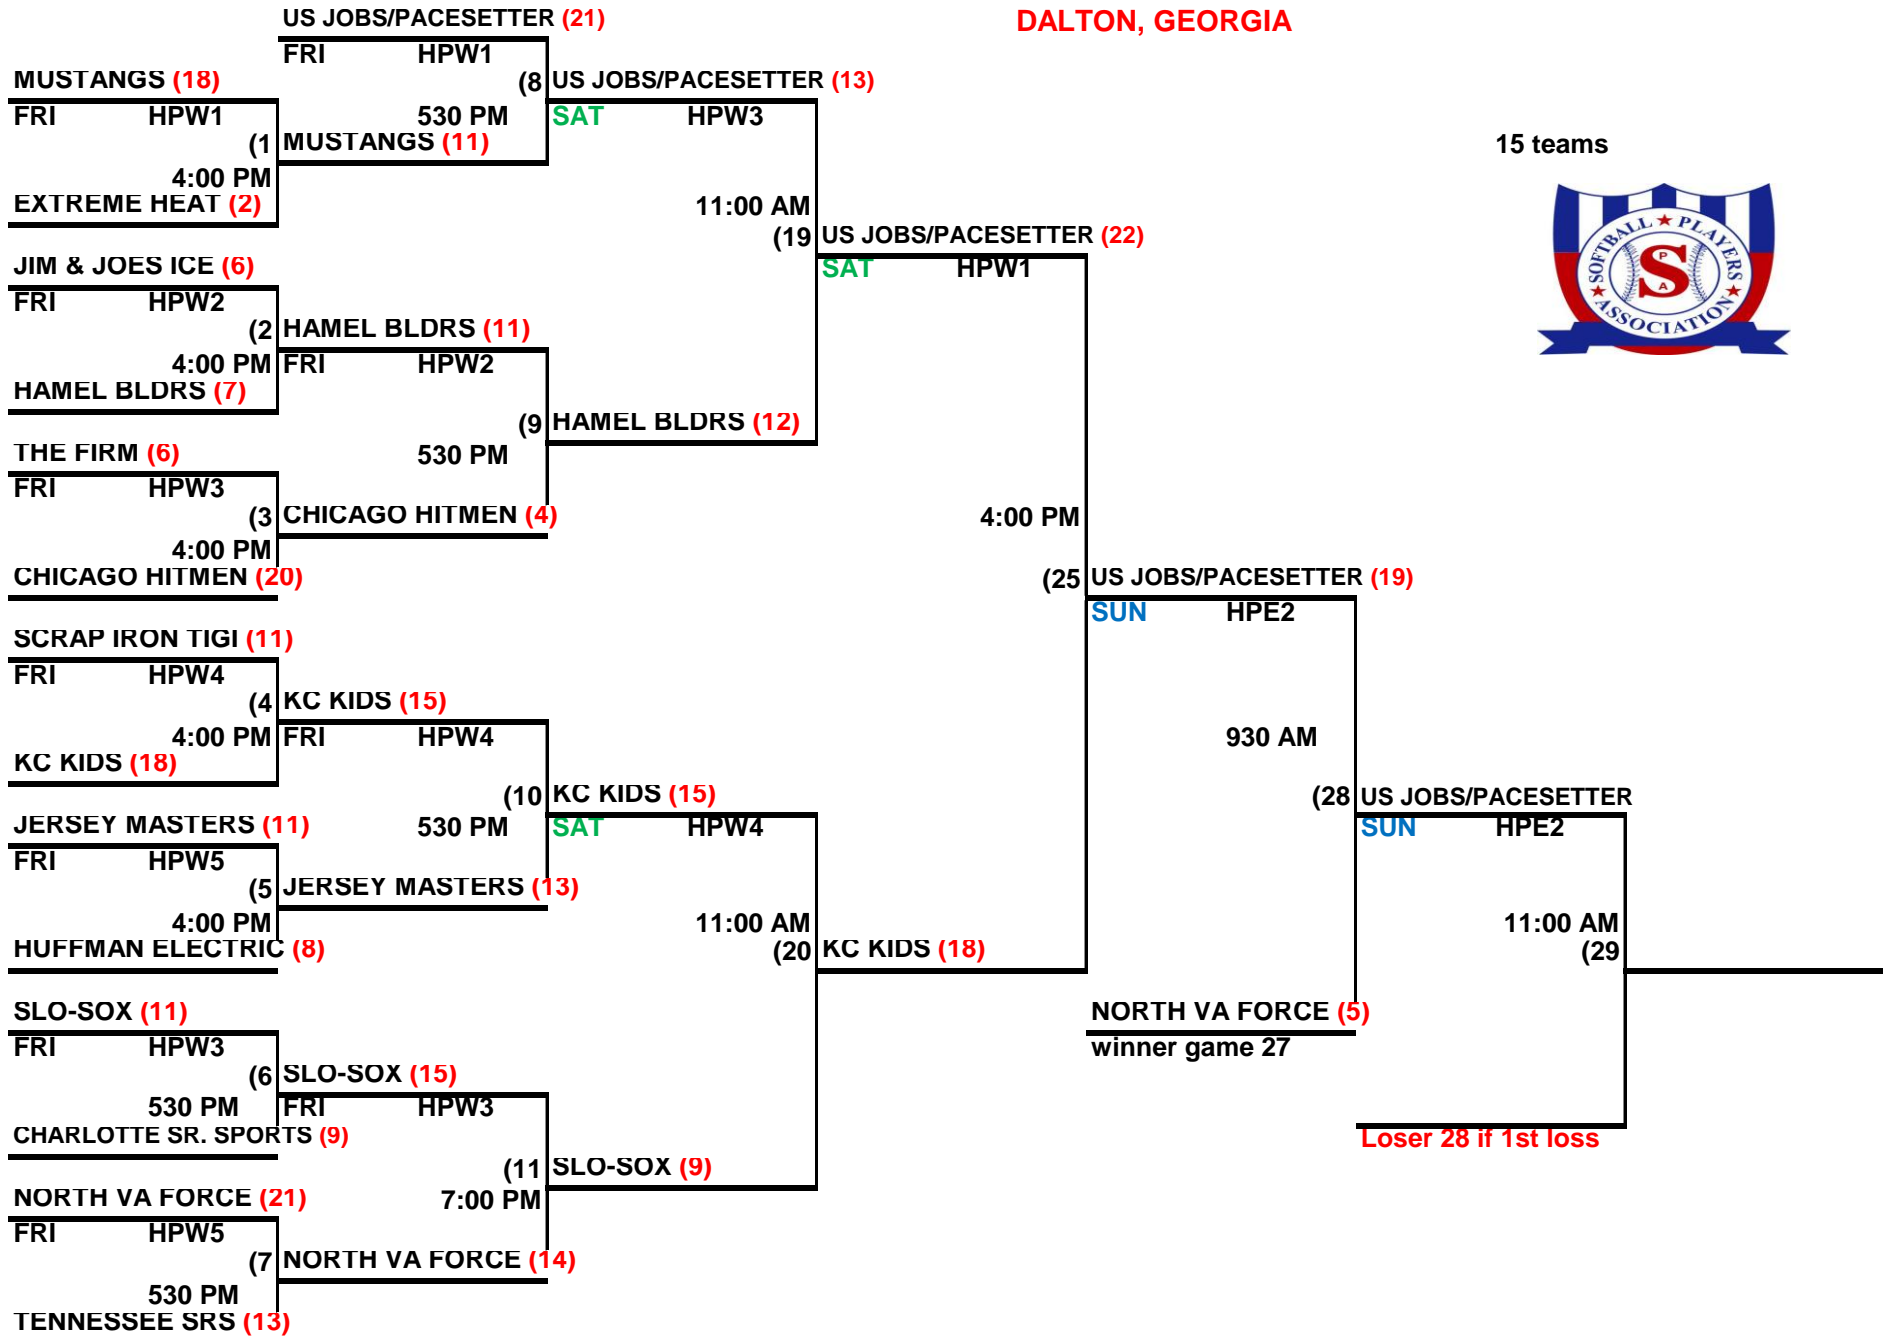 US JOBS/PACESETTER (21)
DALTON, GEORGIA
FRI HPW1
MUSTANGS (18)
(8 US JOBS/PACESETTER (13)
FRI HPW1
530 PM SAT HPW3
(1 MUSTANGS (11)
15 teams
4:00 PM
EXTREME HEAT (2)
11:00 AM
(19 US JOBS/PACESETTER (22)
JIM & JOES ICE (6)
SAT HPW1
FRI HPW2
(2 HAMEL BLDRS (11)
4:00 PM FRI HPW2
HAMEL BLDRS (7)
(9 HAMEL BLDRS (12)
THE FIRM (6)
530 PM
FRI HPW3
(3 CHICAGO HITMEN (4)
4:00 PM
4:00 PM
CHICAGO HITMEN (20)
(25 US JOBS/PACESETTER (19)
SUN HPE2
SCRAP IRON TIGI (11)
FRI HPW4
(4 KC KIDS (15)
4:00 PM FRI HPW4
930 AM
KC KIDS (18)
(10 KC KIDS (15)
(28 US JOBS/PACESETTER
JERSEY MASTERS (11)
530 PM SAT HPW4
SUN HPE2
FRI HPW5
(5 JERSEY MASTERS (13)
4:00 PM
11:00 AM
11:00 AM
HUFFMAN ELECTRIC (8)
(20 KC KIDS (18)
(29
SLO-SOX (11)
NORTH VA FORCE (5)
FRI HPW3
winner game 27
(6 SLO-SOX (15)
530 PM FRI HPW3
CHARLOTTE SR. SPORTS (9)
Loser 28 if 1st loss
(11 SLO-SOX (9)
NORTH VA FORCE (21)
7:00 PM
FRI HPW5
(7 NORTH VA FORCE (14)
530 PM
TENNESSEE SRS (13)
SOFTBALL ★ PLAYERS ★ ASSOCIATION ★
P
S
A